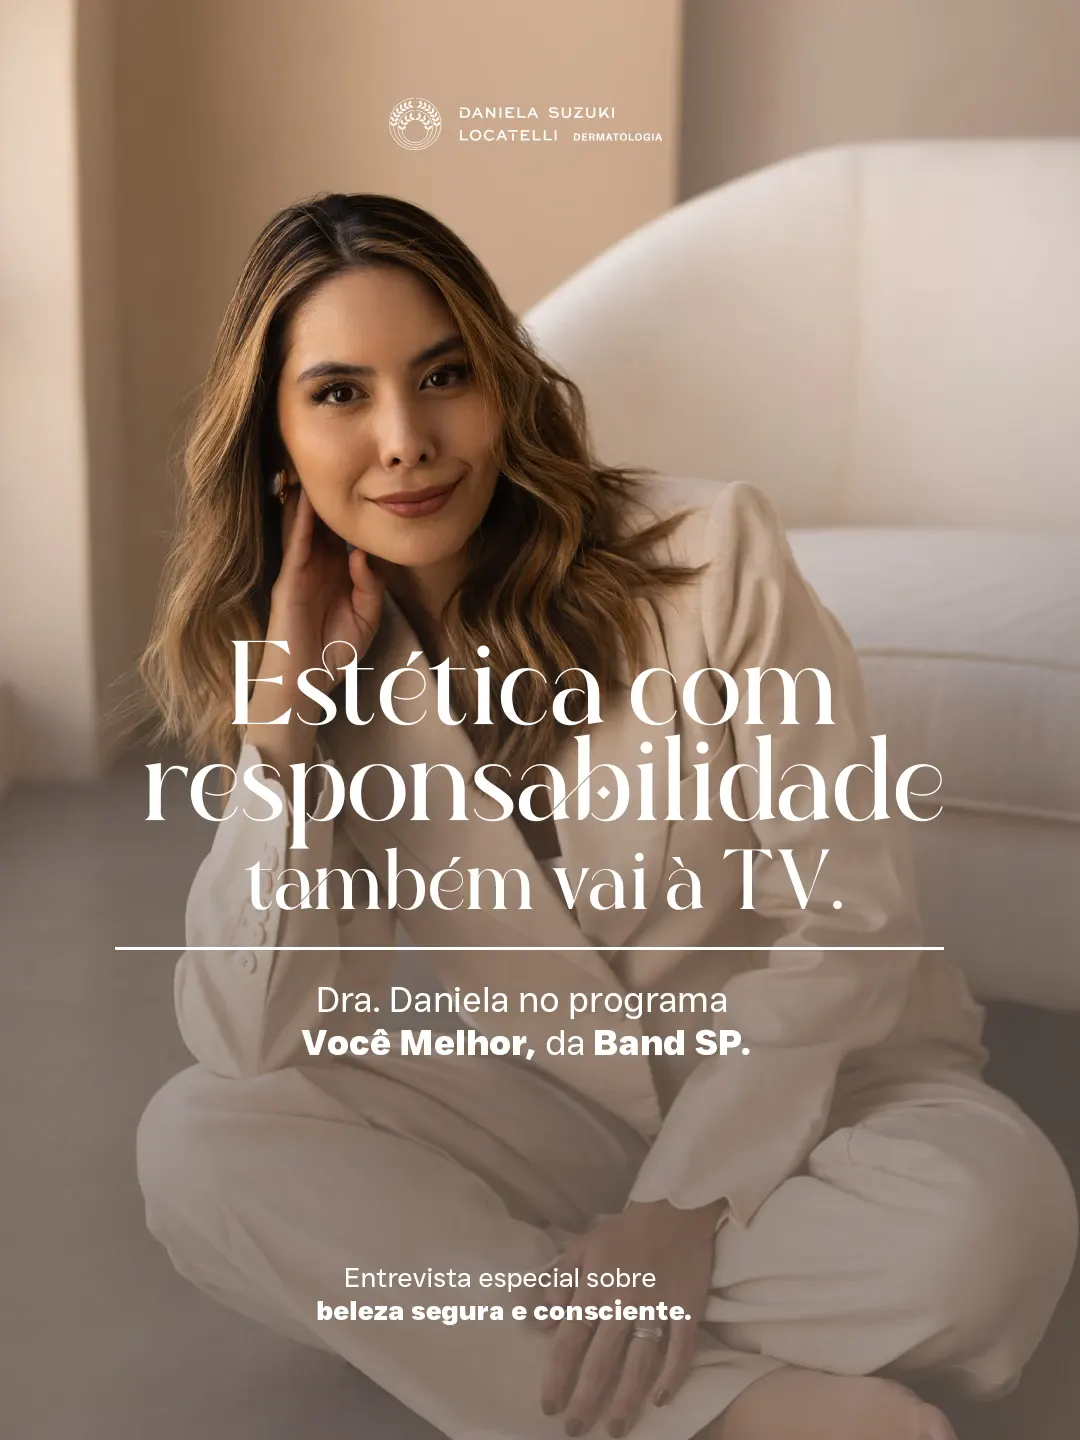 DANIELA SUZUKI
LOCATELLI DERMATOLOGIA
Estética com
responsabilidade
também vai à TV.
Dra. Daniela no programa
Você Melhor, da Band SP.
Entrevista especial sobre
beleza segura e consciente.